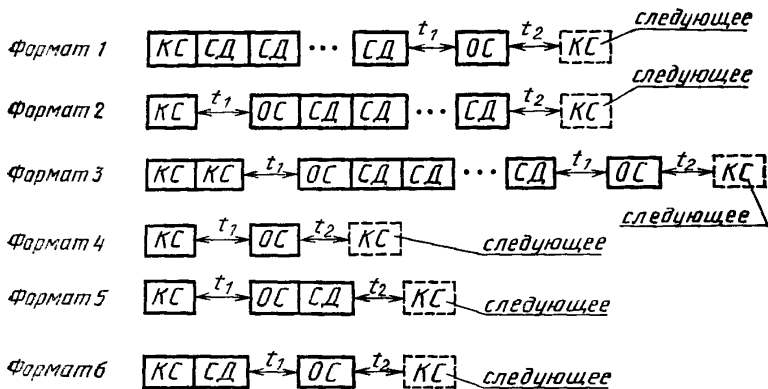 следующее
Формат 1 КС СД СД ... СД t1 ОС t2 КС
следующее
Формат 2 КС t1 ОС СД СД ... СД t2 КС
Формат 3 КС КС t1 ОС СД СД ... СД t1 ОС t2 КС
следующее
Формат 4 КС t1 ОС t2 КС следующее
Формат 5 КС t1 ОС СД t2 КС следующее
Формат 6 КС СД t1 ОС t2 КС следующее